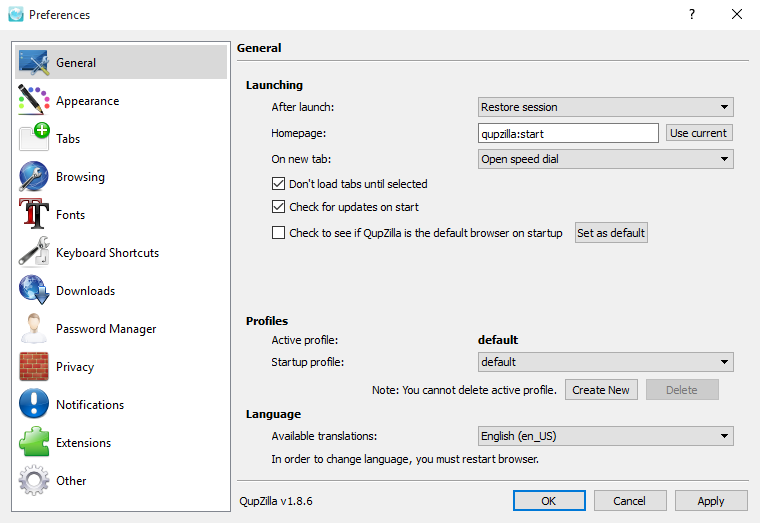 Preferences
General
Appearance
Tabs
Browsing
Fonts
Keyboard Shortcuts
Downloads
Password Manager
Privacy
Notifications
Extensions
Other
General
Launching
After launch: Restore session
Homepage: qupzilla:start Use current
On new tab: Open speed dial
Don't load tabs until selected
Check for updates on start
Check to see if QupZilla is the default browser on startup Set as default
Profiles
Active profile: default
Startup profile: default
Note: You cannot delete active profile. Create New Delete
Language
Available translations: English (en_US)
In order to change language, you must restart browser.
QupZilla v1.8.6 OK Cancel Apply